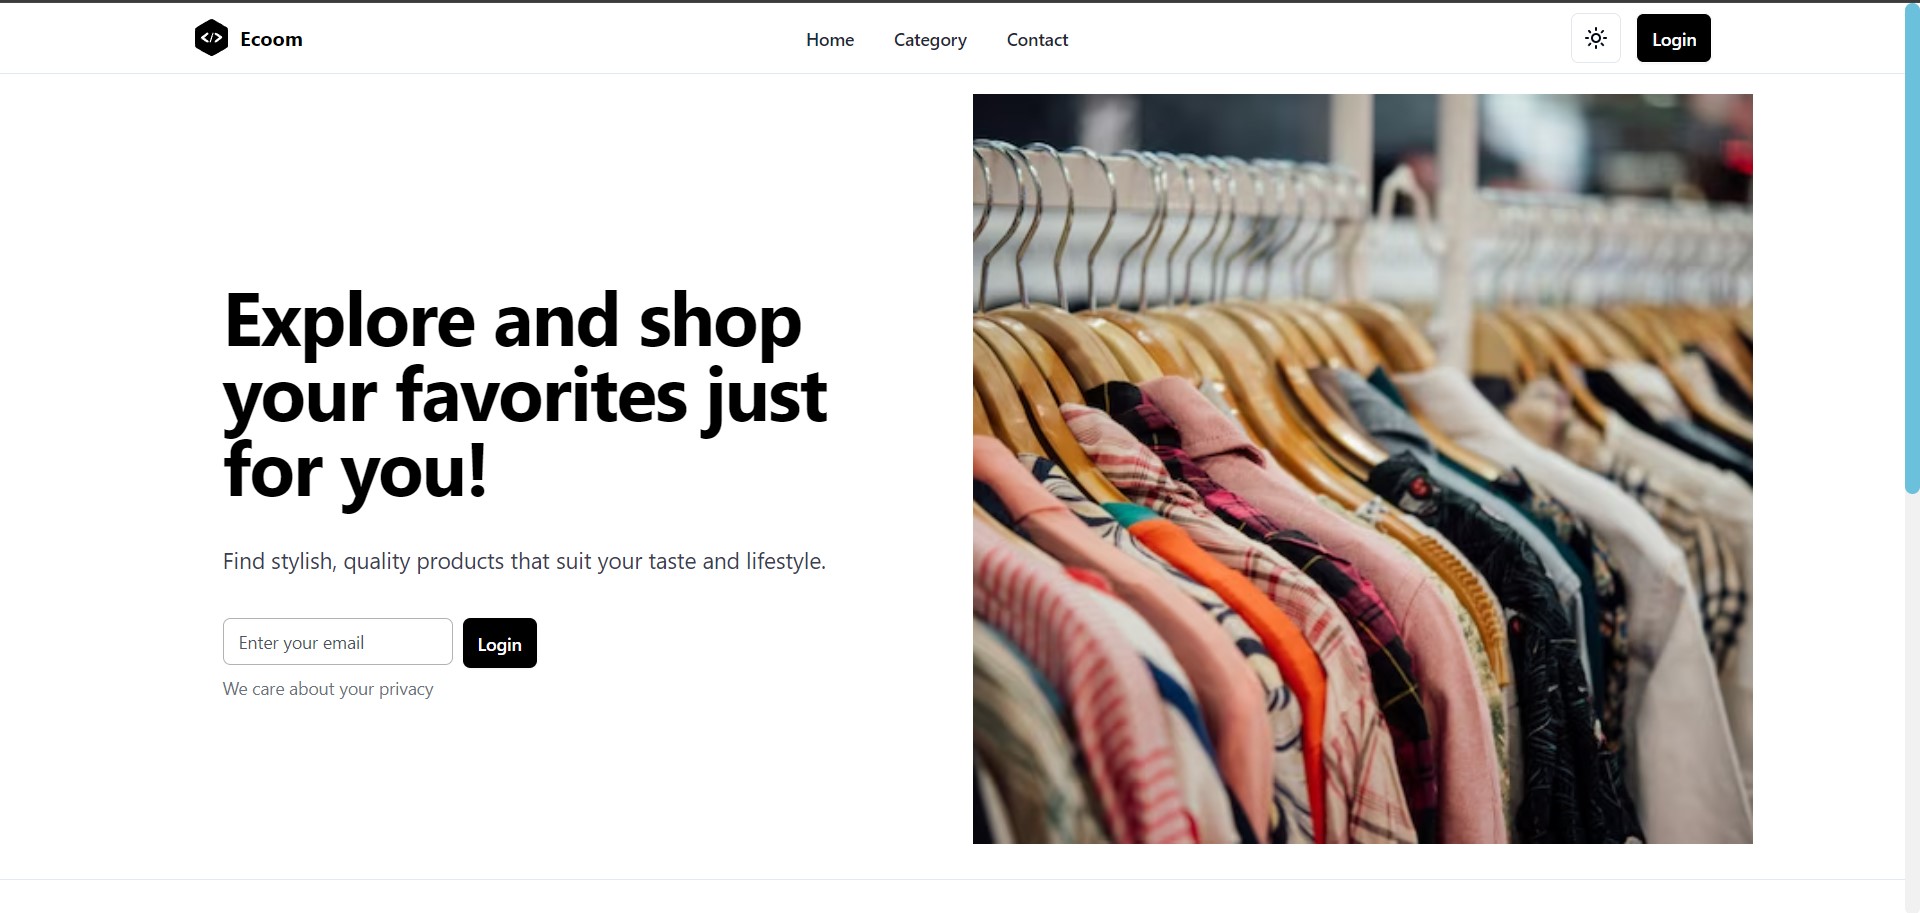 Ecoom
Home Category Contact
Login
Explore and shop
your favorites just
for you!
Find stylish, quality products that suit your taste and lifestyle.
Enter your email
Login
We care about your privacy